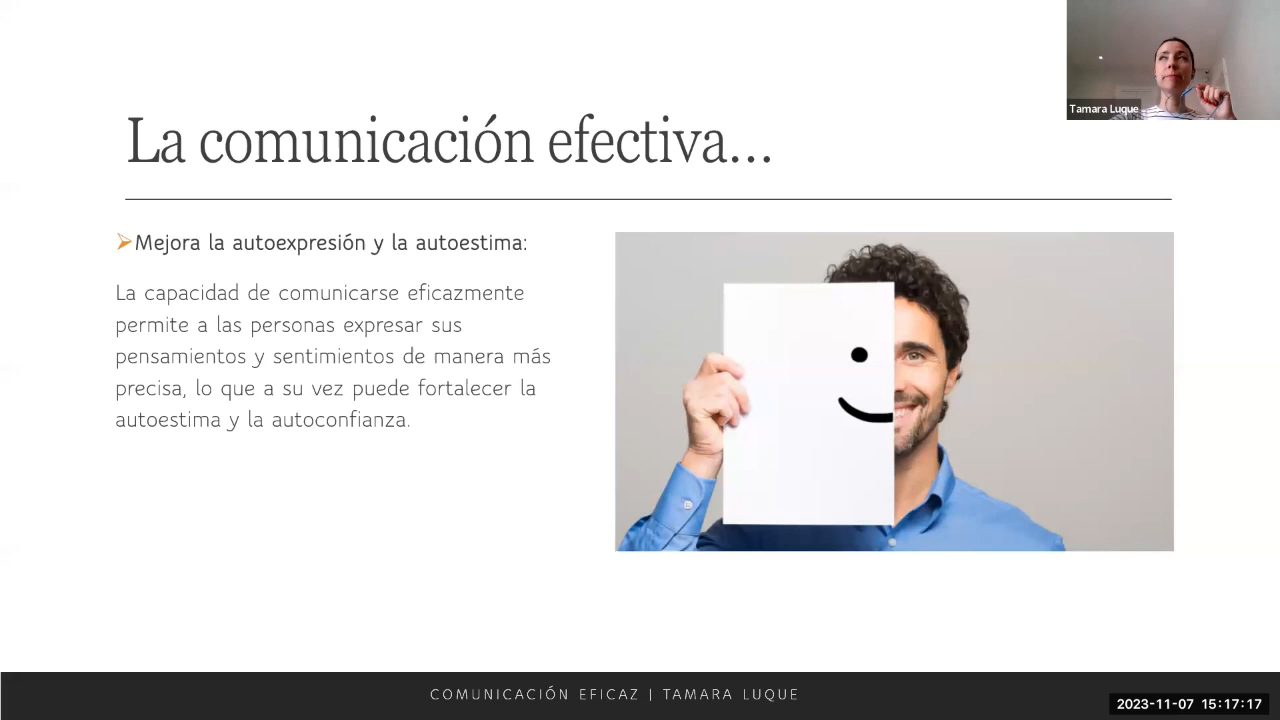 Tamara Luque
La comunicación efectiva...
➢Mejora la autoexpresión y la autoestima:
La capacidad de comunicarse eficazmente
permite a las personas expresar sus
pensamientos y sentimientos de manera más
precisa, lo que a su vez puede fortalecer la
autoestima y la autoconfianza.
COMUNICACIÓN EFICAZ | TAMARA LUQUE
2023-11-07 15:17:17